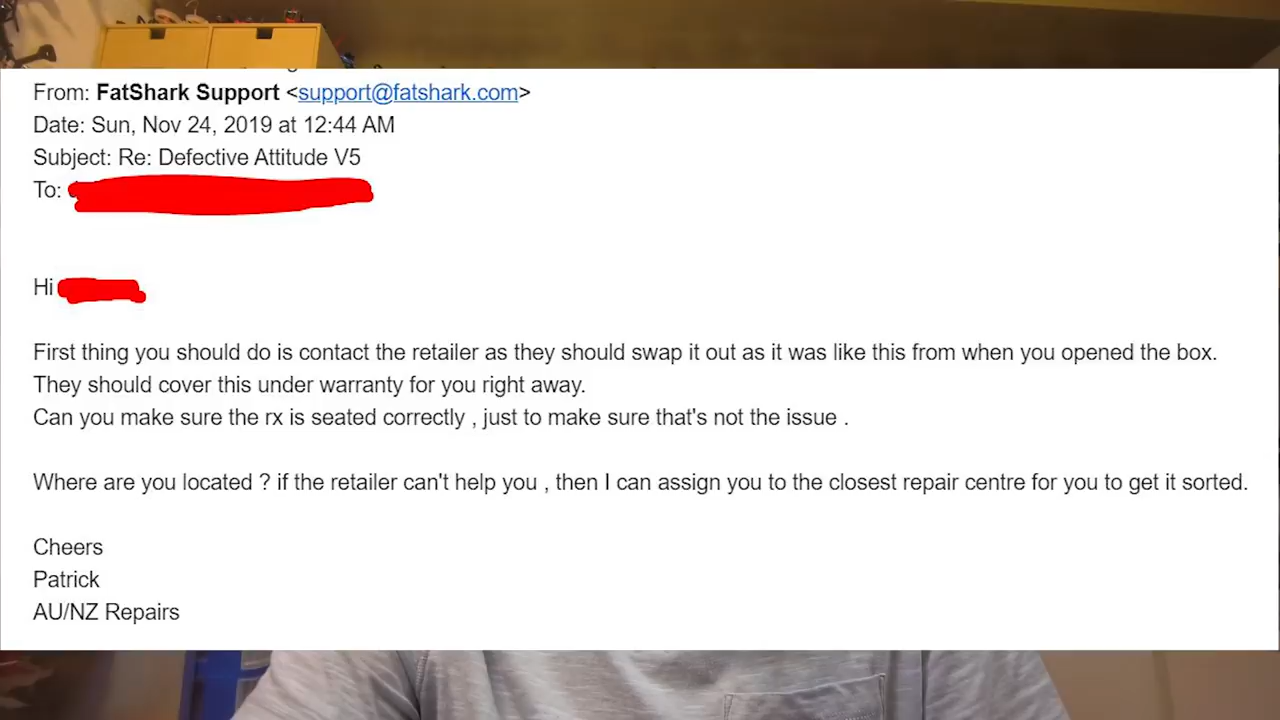 From: FatShark Support <support@fatshark.com>
Date: Sun, Nov 24, 2019 at 12:44 AM
Subject: Re: Defective Attitude V5
To:
Hi
First thing you should do is contact the retailer as they should swap it out as it was like this from when you opened the box.
They should cover this under warranty for you right away.
Can you make sure the rx is seated correctly , just to make sure that's not the issue .
Where are you located ? if the retailer can't help you , then I can assign you to the closest repair centre for you to get it sorted.
Cheers
Patrick
AU/NZ Repairs